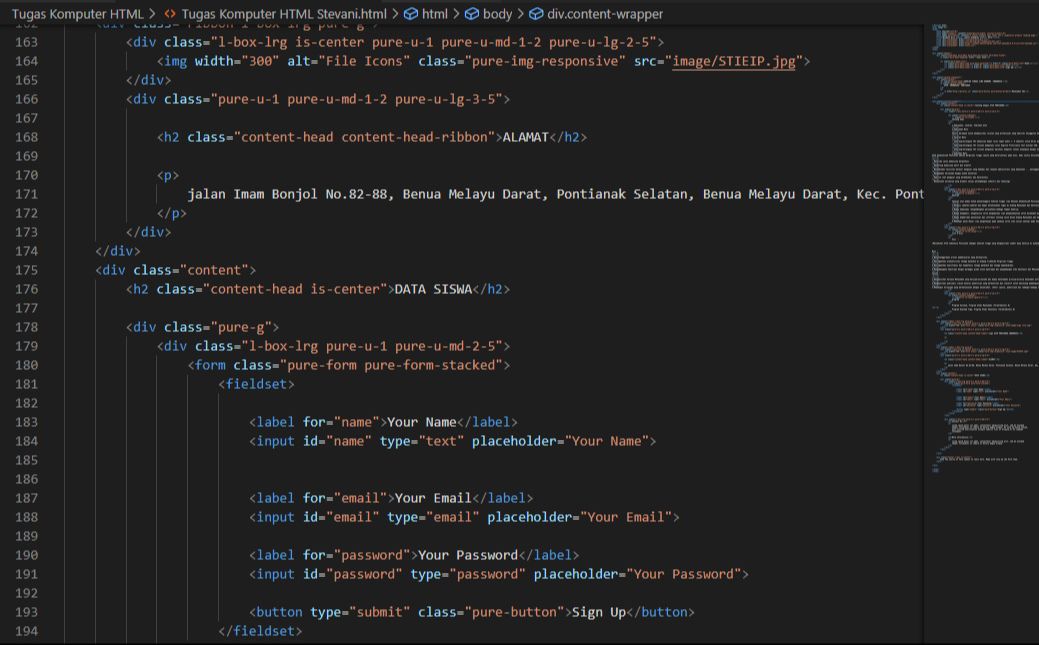 Tugas Komputer HTML > <> Tugas Komputer HTML Stevani.html > html > body > div.content-wrapper
163 <div class="l-box-lrg is-center pure-u-1 pure-u-md-1-2 pure-u-lg-2-5">
164 <img width="300" alt="File Icons" class="pure-img-responsive" src="image/STIEIP.jpg">
165 </div>
166 <div class="pure-u-1 pure-u-md-1-2 pure-u-lg-3-5">
167
168 <h2 class="content-head content-head-ribbon">ALAMAT</h2>
169
170 <p>
171 jalan Imam Bonjol No.82-88, Benua Melayu Darat, Pontianak Selatan, Benua Melayu Darat, Kec. Pont
172 </p>
173 </div>
174 </div>
175 <div class="content">
176 <h2 class="content-head is-center">DATA SISWA</h2>
177
178 <div class="pure-g">
179 <div class="l-box-lrg pure-u-1 pure-u-md-2-5">
180 <form class="pure-form pure-form-stacked">
181 <fieldset>
182
183 <label for="name">Your Name</label>
184 <input id="name" type="text" placeholder="Your Name">
185
186
187 <label for="email">Your Email</label>
188 <input id="email" type="email" placeholder="Your Email">
189
190 <label for="password">Your Password</label>
191 <input id="password" type="password" placeholder="Your Password">
192
193 <button type="submit" class="pure-button">Sign Up</button>
194 </fieldset>